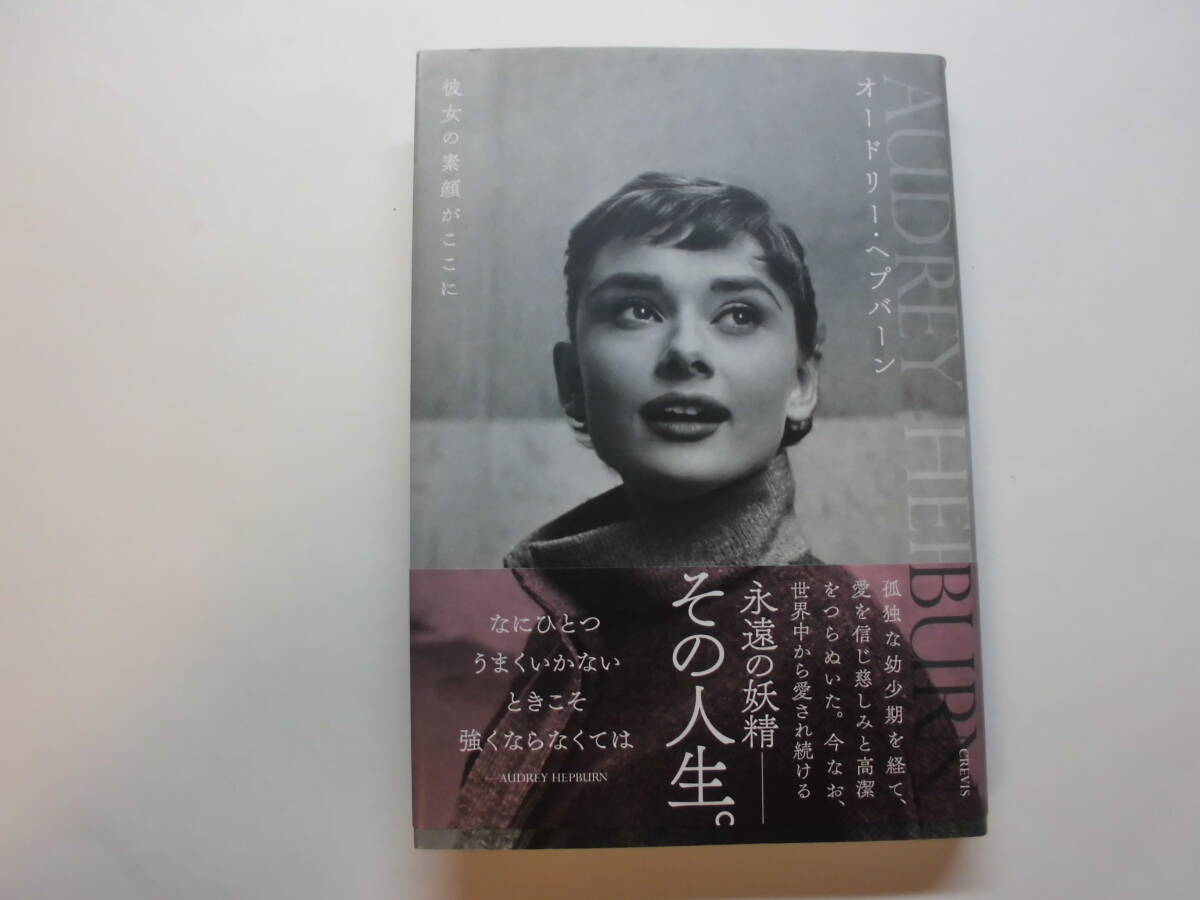 AUDREY HEPBURN
オードリー・ヘプバーン
彼女の素顔がここに
孤独な幼少期を経て、
愛を信じ慈しみと高潔
をつらぬいた。今なお、
世界中から愛され続ける
永遠の妖精――
その人生。
なにひとつ
うまくいかない
ときこそ
強くならなくては
―AUDREY HEPBURN
CREVIS